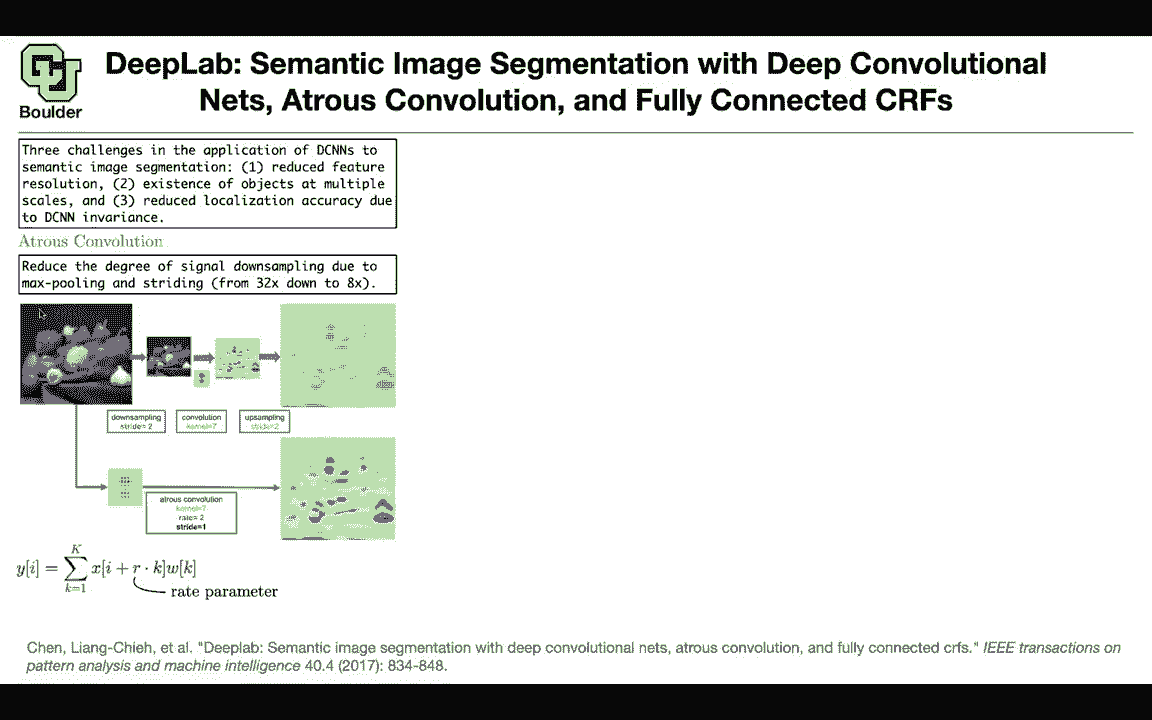 DeepLab: Semantic Image Segmentation with Deep Convolutional
Nets, Atrous Convolution, and Fully Connected CRFs
Boulder
Three challenges in the application of DCNNs to
semantic image segmentation: (1) reduced feature
resolution, (2) existence of objects at multiple
scales, and (3) reduced localization accuracy due
to DCNN invariance.
Atrous Convolution
Reduce the degree of signal downsampling due to
max-pooling and striding (from 32x down to 8x).
downsampling
stride= 2
convolution
kernel=7
upsampling
stride=2
atrous convolution
kernel=7
rate= 2
stride=1
y[i] = ∑_{k=1}^{K} x[i + r · k]w[k]
rate parameter
Chen, Liang-Chieh, et al. "Deeplab: Semantic image segmentation with deep convolutional nets, atrous convolution, and fully connected crfs." IEEE transactions on
pattern analysis and machine intelligence 40.4 (2017): 834-848.